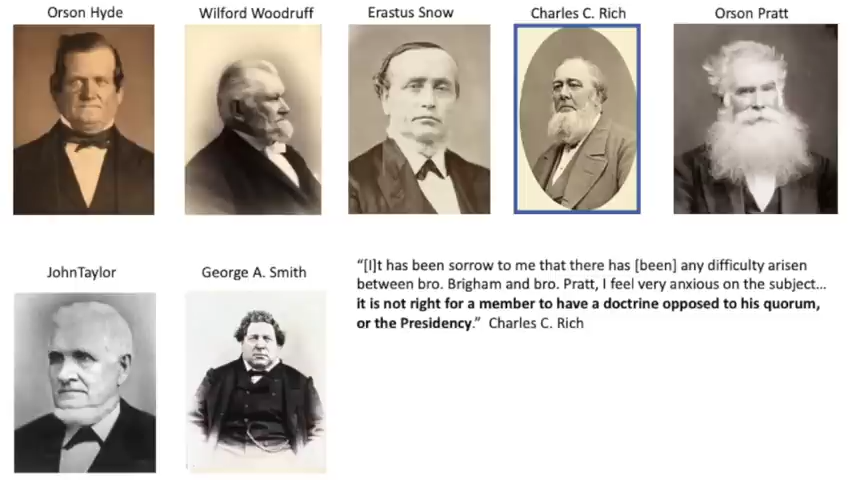 Orson Hyde
Wilford Woodruff
Erastus Snow
Charles C. Rich
Orson Pratt
JohnTaylor
George A. Smith
“[I]t has been sorrow to me that there has [been] any difficulty arisen
between bro. Brigham and bro. Pratt, I feel very anxious on the subject…
it is not right for a member to have a doctrine opposed to his quorum,
or the Presidency.” Charles C. Rich